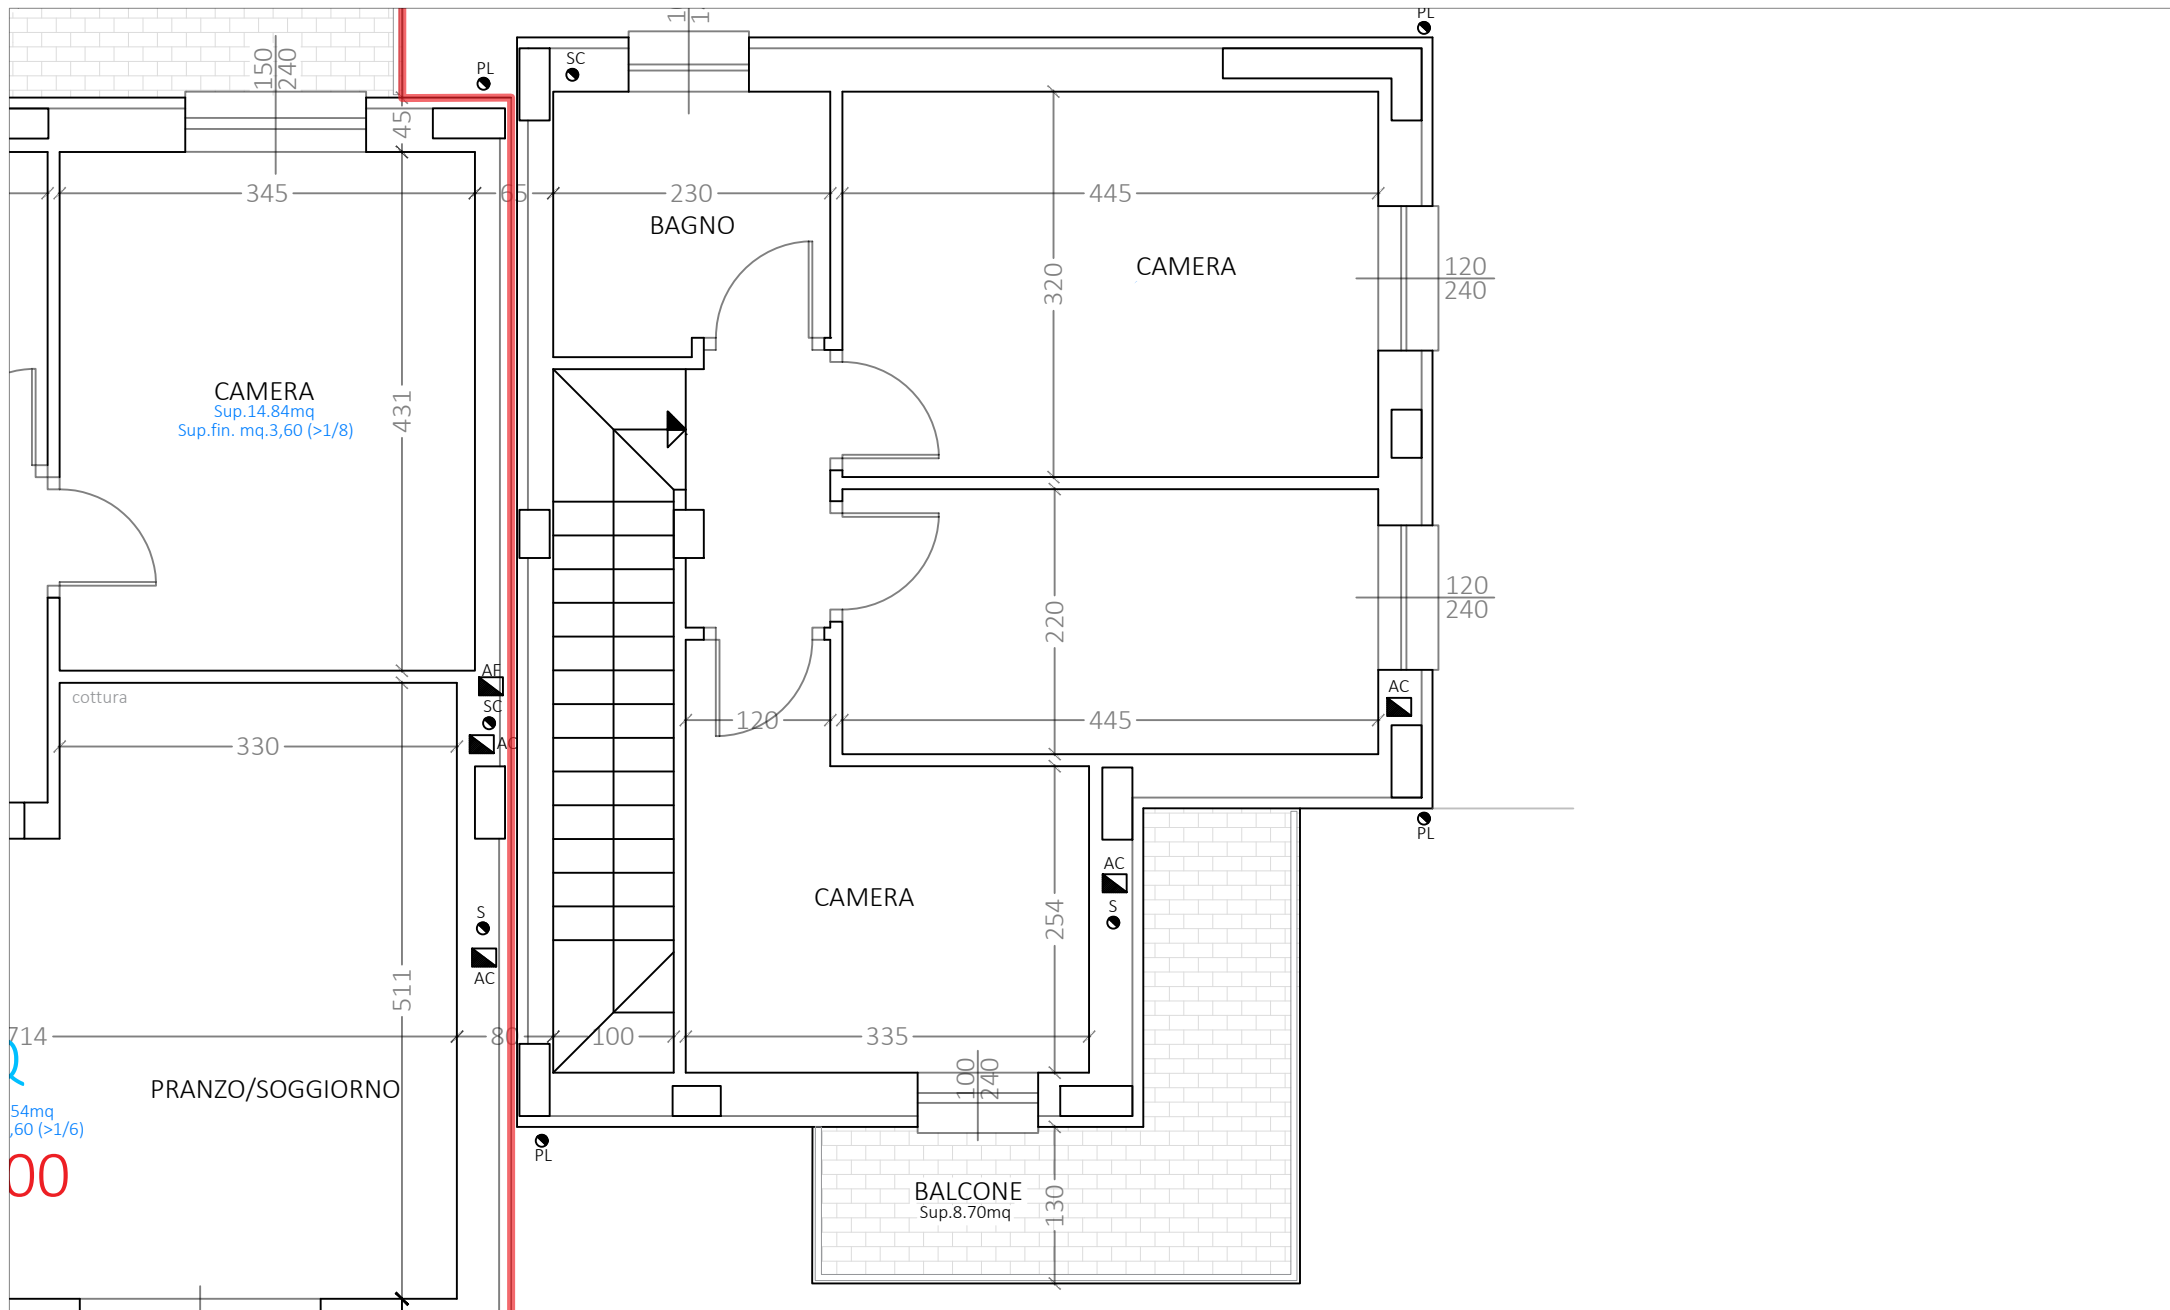 PL
SC
PL
150
240
45
345
65
230
445
BAGNO
CAMERA
320
120
240
CAMERA
Sup.14.84mq
Sup.fin. mq.3,60 (>1/8)
431
120
240
220
AF
SC
AC
cottura
330
120
445
AC
PL
AC
S
CAMERA
254
S
AC
511
714
80
100
335
100
240
PRANZO/SOGGIORNO
54mq
,60 (>1/6)
00
PL
BALCONE
Sup.8.70mq
130